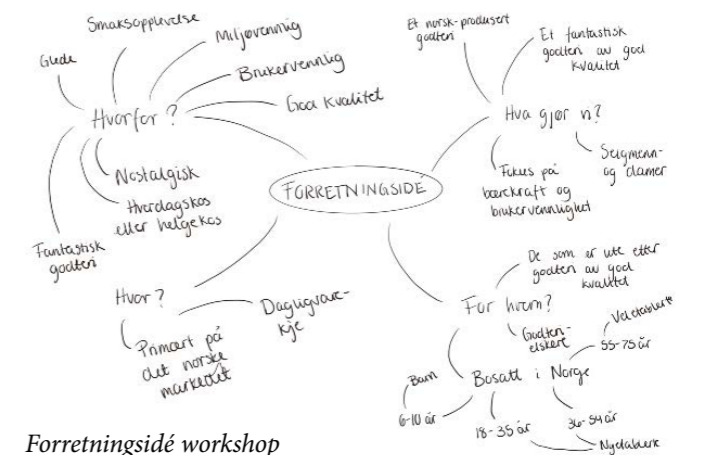 Smaksopplevelse
Glede
Miljøvennlig
Brukervennlig
God kvalitet
Hvorfor?
Nostalgisk
Hverdagskos
eller helgekos
Fantastisk
godteri
Et norsk-produsert
godteri
Et fantastisk
godteri av god
kvalitet
Hva gjør vi?
Seigmenn-
og damer
Fokus på
bærekraft og
brukervennlighet
FORRETNINGSIDÉ
Hvor?
Dagligvare-
kje
Primært på
det norske
markedet
De som er ute etter
godteri av god
kvalitet
For hvem?
Godteri-
elskere
Veletablerte
55-75 år
Bosatt i Norge
Barn
6-10 år
18-35 år
36-54 år
Nyetablerte
Forretningsidé workshop